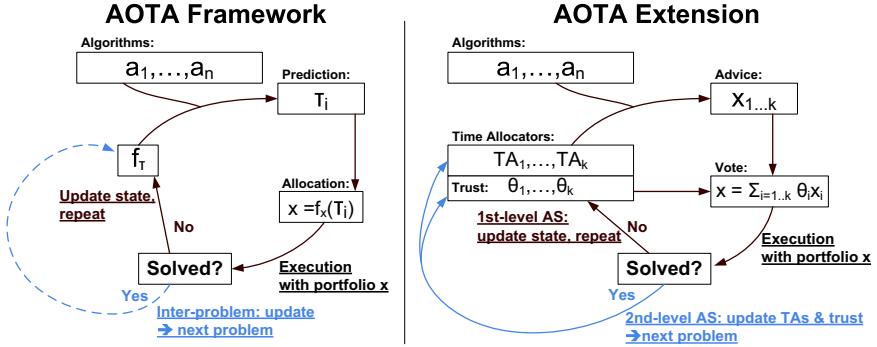 AOTA Framework
Algorithms:
a1,...,an
Prediction:
τi
fτ
Update state,
repeat
Allocation:
x =fx(τi)
No
Solved?
Execution
with portfolio x
Yes
Inter-problem: update
➔ next problem
AOTA Extension
Algorithms:
a1,...,an
Advice:
x1...k
Time Allocators:
TA1,...,TAk
Trust: θ1,...,θk
Vote:
x = Σi=1..k θixi
1st-level AS:
update state, repeat
No
Execution
with portfolio x
Solved?
Yes
2nd-level AS: update TAs & trust
➔next problem